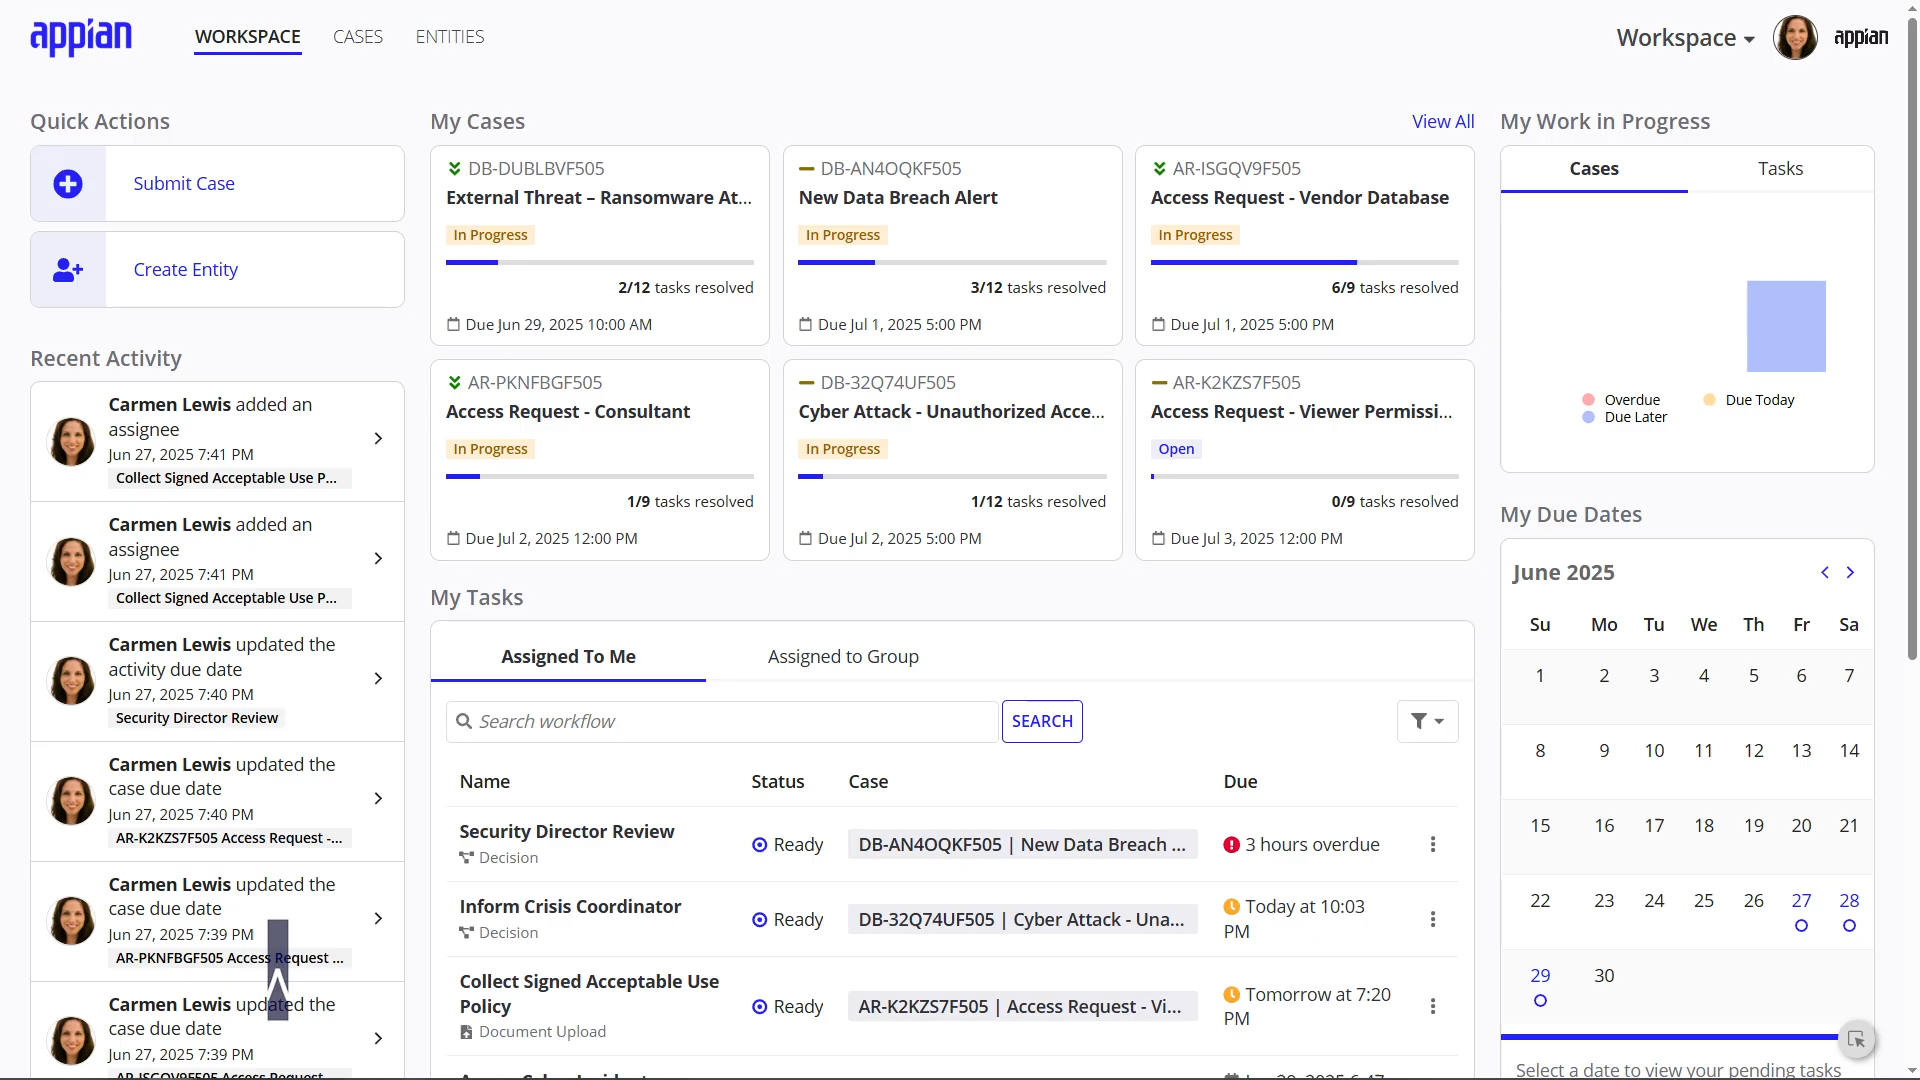 appian
WORKSPACE
CASES
ENTITIES
Workspace
appian
Quick Actions
Submit Case
Create Entity
Recent Activity
Carmen Lewis added an
assignee
Jun 27, 2025 7:41 PM
Collect Signed Acceptable Use P...
Carmen Lewis added an
assignee
Jun 27, 2025 7:41 PM
Collect Signed Acceptable Use P...
Carmen Lewis updated the
activity due date
Jun 27, 2025 7:40 PM
Security Director Review
Carmen Lewis updated the
case due date
Jun 27, 2025 7:40 PM
AR-K2KZS7F505 Access Request -...
Carmen Lewis updated the
case due date
Jun 27, 2025 7:39 PM
AR-PKNFBGF505 Access Request ...
Carmen Lewis updated the
case due date
Jun 27, 2025 7:39 PM
AR-ISGQV9F505 Access Request
My Cases
View All
DB-DUBLBVF505
External Threat – Ransomware At...
In Progress
2/12 tasks resolved
Due Jun 29, 2025 10:00 AM
DB-AN4OQKF505
New Data Breach Alert
In Progress
3/12 tasks resolved
Due Jul 1, 2025 5:00 PM
AR-ISGQV9F505
Access Request - Vendor Database
In Progress
6/9 tasks resolved
Due Jul 1, 2025 5:00 PM
AR-PKNFBGF505
Access Request - Consultant
In Progress
1/9 tasks resolved
Due Jul 2, 2025 12:00 PM
DB-32Q74UF505
Cyber Attack - Unauthorized Acce...
In Progress
1/12 tasks resolved
Due Jul 2, 2025 5:00 PM
AR-K2KZS7F505
Access Request - Viewer Permissi...
Open
0/9 tasks resolved
Due Jul 3, 2025 12:00 PM
My Tasks
Assigned To Me
Assigned to Group
Search workflow
SEARCH
Name Status Case Due
Security Director Review
Decision
Ready
DB-AN4OQKF505 | New Data Breach ...
3 hours overdue
Inform Crisis Coordinator
Decision
Ready
DB-32Q74UF505 | Cyber Attack - Una...
Today at 10:03
PM
Collect Signed Acceptable Use
Policy
Document Upload
Ready
AR-K2KZS7F505 | Access Request - Vi...
Tomorrow at 7:20
PM
My Work in Progress
Cases
Tasks
Overdue
Due Today
Due Later
My Due Dates
June 2025
Su Mo Tu We Th Fr Sa
1 2 3 4 5 6 7
8 9 10 11 12 13 14
15 16 17 18 19 20 21
22 23 24 25 26 27 28
29 30
Select a date to view your pending tasks